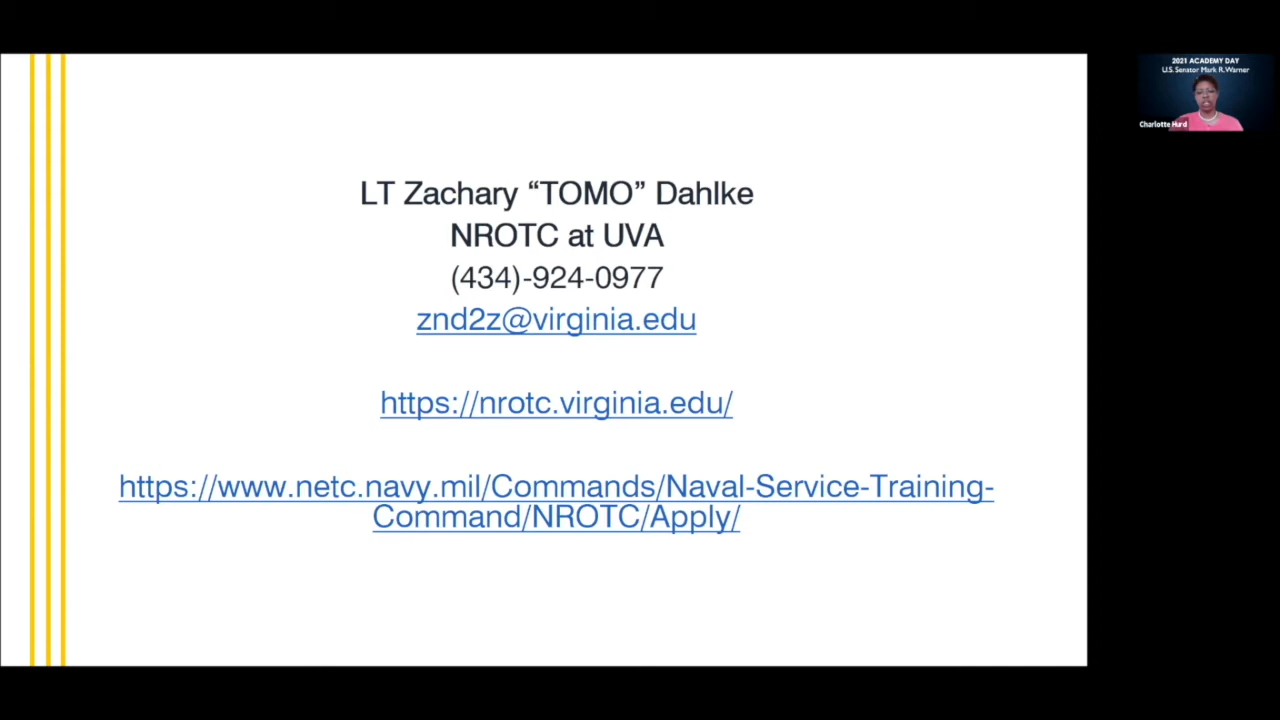 LT Zachary “TOMO” Dahlke
NROTC at UVA
(434)-924-0977
znd2z@virginia.edu
https://nrotc.virginia.edu/
https://www.netc.navy.mil/Commands/Naval-Service-Training-
Command/NROTC/Apply/
2021 ACADEMY DAY
U.S. Senator Mark R. Warner
Charlotte Hurd